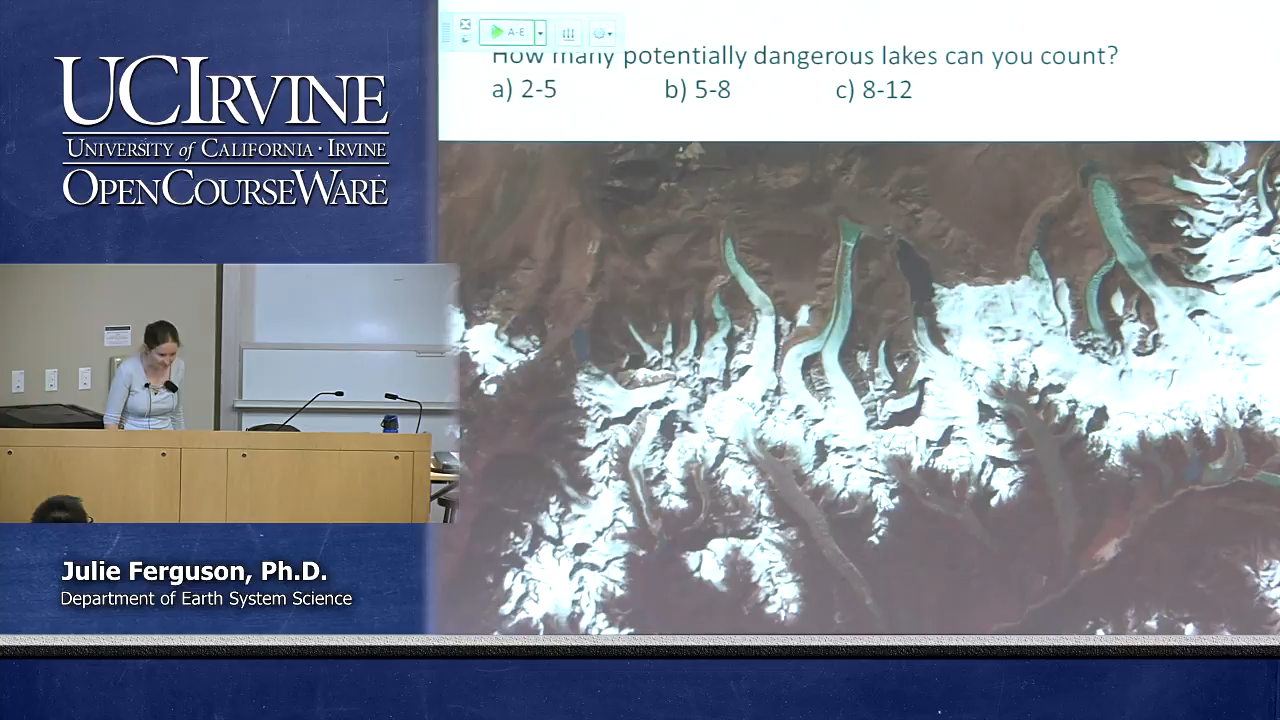 UCIRVINE
UNIVERSITY of CALIFORNIA · IRVINE
OPENCOURSEWARE
A-E
How many potentially dangerous lakes can you count?
a) 2-5 b) 5-8 c) 8-12
Julie Ferguson, Ph.D.
Department of Earth System Science